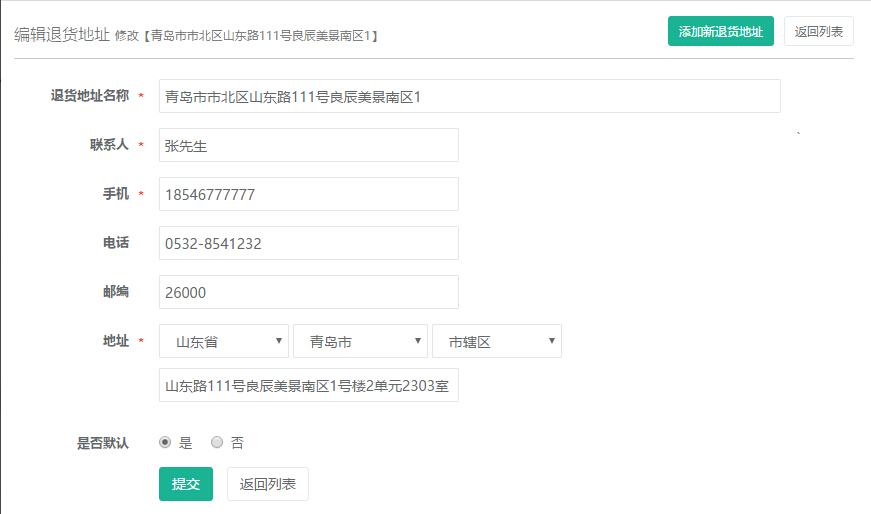 编辑退货地址 修改【青岛市市北区山东路111号良辰美景南区1】 添加新退货地址 返回列表
退货地址名称 * 青岛市市北区山东路111号良辰美景南区1
联系人 * 张先生
手机 * 18546777777
电话 0532-8541232
邮编 26000
地址 * 山东省 青岛市 市辖区
山东路111号良辰美景南区1号楼2单元2303室
是否默认 是 否
提交 返回列表